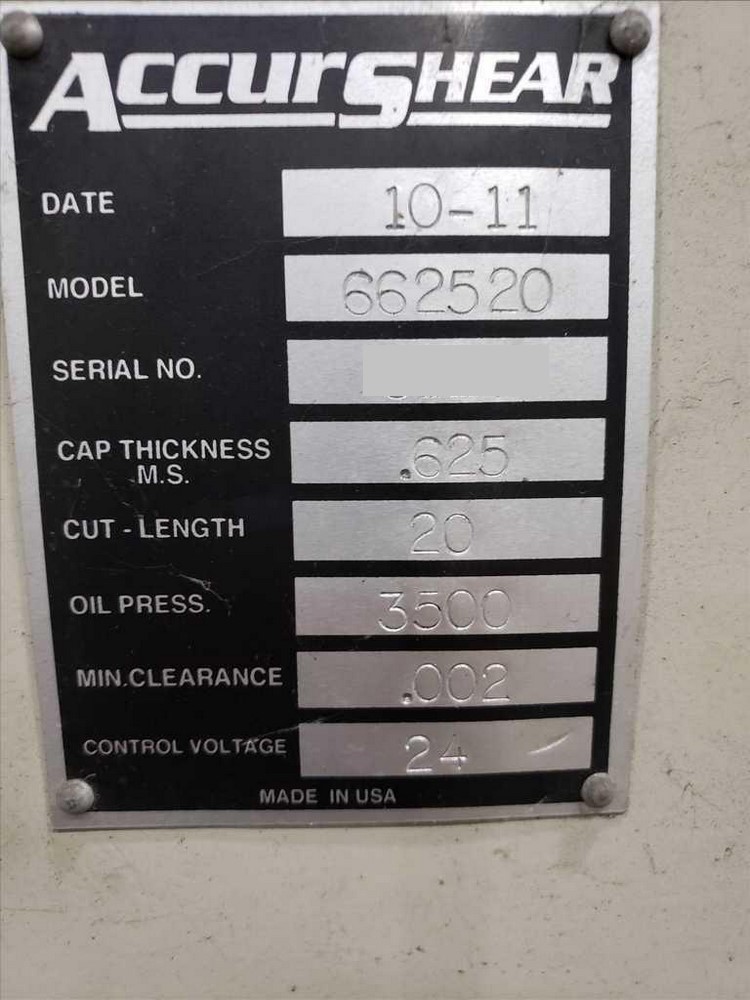 ACCURSHEAR
DATE 10-11
MODEL 662520
SERIAL NO.
CAP THICKNESS .625
M.S.
CUT - LENGTH 20
OIL PRESS. 3500
MIN.CLEARANCE .002
CONTROL VOLTAGE 24
MADE IN USA